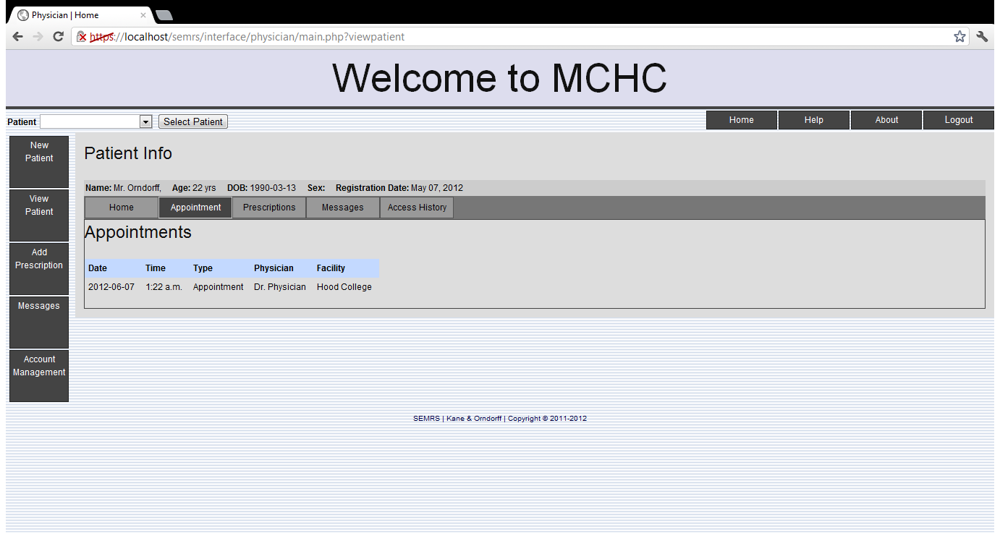 Physician | Home
https://localhost/semrs/interface/physician/main.php?viewpatient
Welcome to MCHC
Patient Select Patient Home Help About Logout
New
Patient
View
Patient
Add
Prescription
Messages
Account
Management
Patient Info
Name: Mr. Orndorff, Age: 22 yrs DOB: 1990-03-13 Sex: Registration Date: May 07, 2012
Home Appointment Prescriptions Messages Access History
Appointments
Date Time Type Physician Facility
2012-06-07 1:22 a.m. Appointment Dr. Physician Hood College
SEMRS | Kane & Orndorff | Copyright © 2011-2012